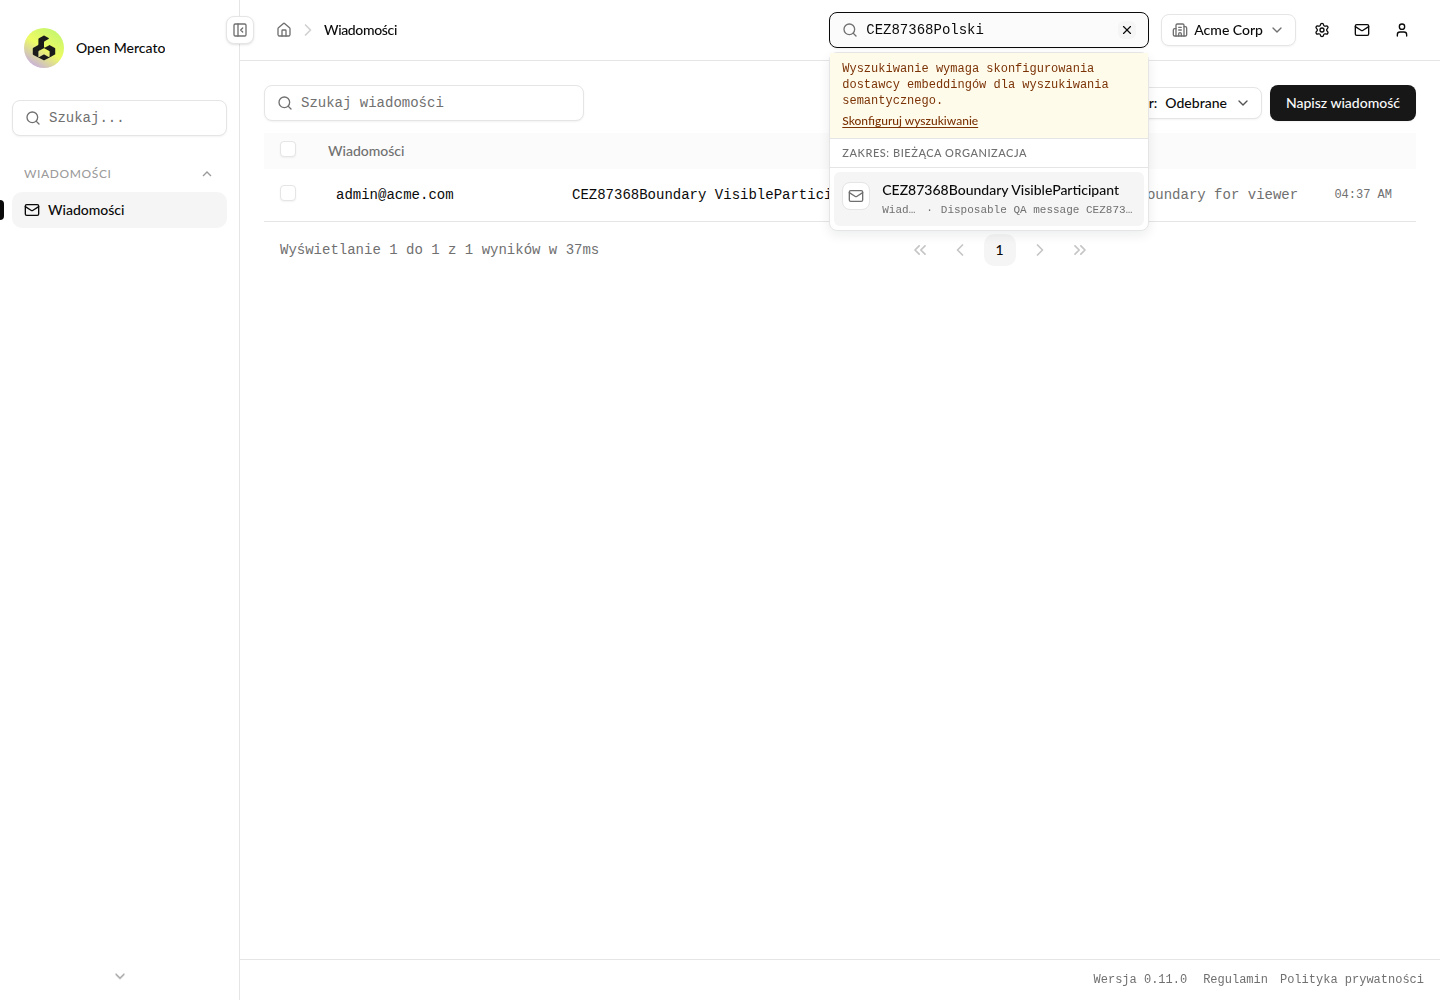 Open Mercato
Szukaj...
WIADOMOŚCI
Wiadomości
Wiadomości
CEZ87368Polski
Acme Corp
Wyszukiwanie wymaga skonfigurowania
dostawcy embeddingów dla wyszukiwania
semantycznego.
Skonfiguruj wyszukiwanie
ZAKRES: BIEŻĄCA ORGANIZACJA
CEZ87368Boundary VisibleParticipant
Wiad… · Disposable QA message CEZ873…
Szukaj wiadomości
r: Odebrane
Napisz wiadomość
Wiadomości
admin@acme.com CEZ87368Boundary VisiblePartici oundary for viewer 04:37 AM
Wyświetlanie 1 do 1 z 1 wyników w 37ms
1
Wersja 0.11.0 Regulamin Polityka prywatności